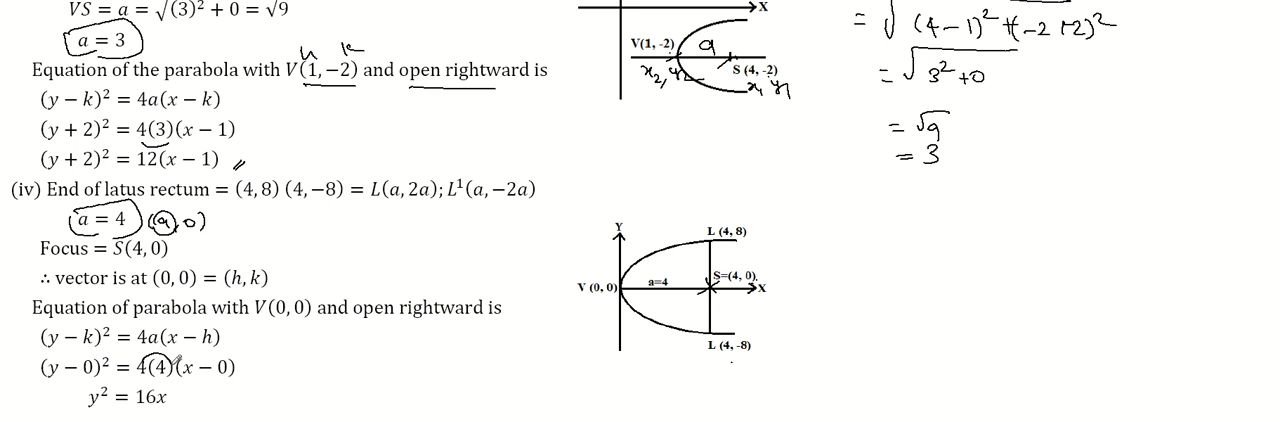 VS = a = √(3)² + 0 = √9
a = 3
h k
Equation of the parabola with V(1, −2) and open rightward is
(y − k)² = 4a(x − k)
(y + 2)² = 4(3)(x − 1)
(y + 2)² = 12(x − 1)
(iv) End of latus rectum = (4, 8) (4, −8) = L(a, 2a); L¹(a, −2a)
a = 4 (a, 0)
Focus = S(4, 0)
∴ vector is at (0, 0) = (h, k)
Equation of parabola with V(0, 0) and open rightward is
(y − k)² = 4a(x − h)
(y − 0)² = 4(4)(x − 0)
y² = 16x
X
V(1, -2) a
S (4, -2)
x₂, y₂
x₁ y₁
Y
L (4, 8)
V (0, 0) a=4 S=(4, 0) X
L (4, -8)
= √(4−1)² +(−2+2)²
= √3²+0
= √9
= 3